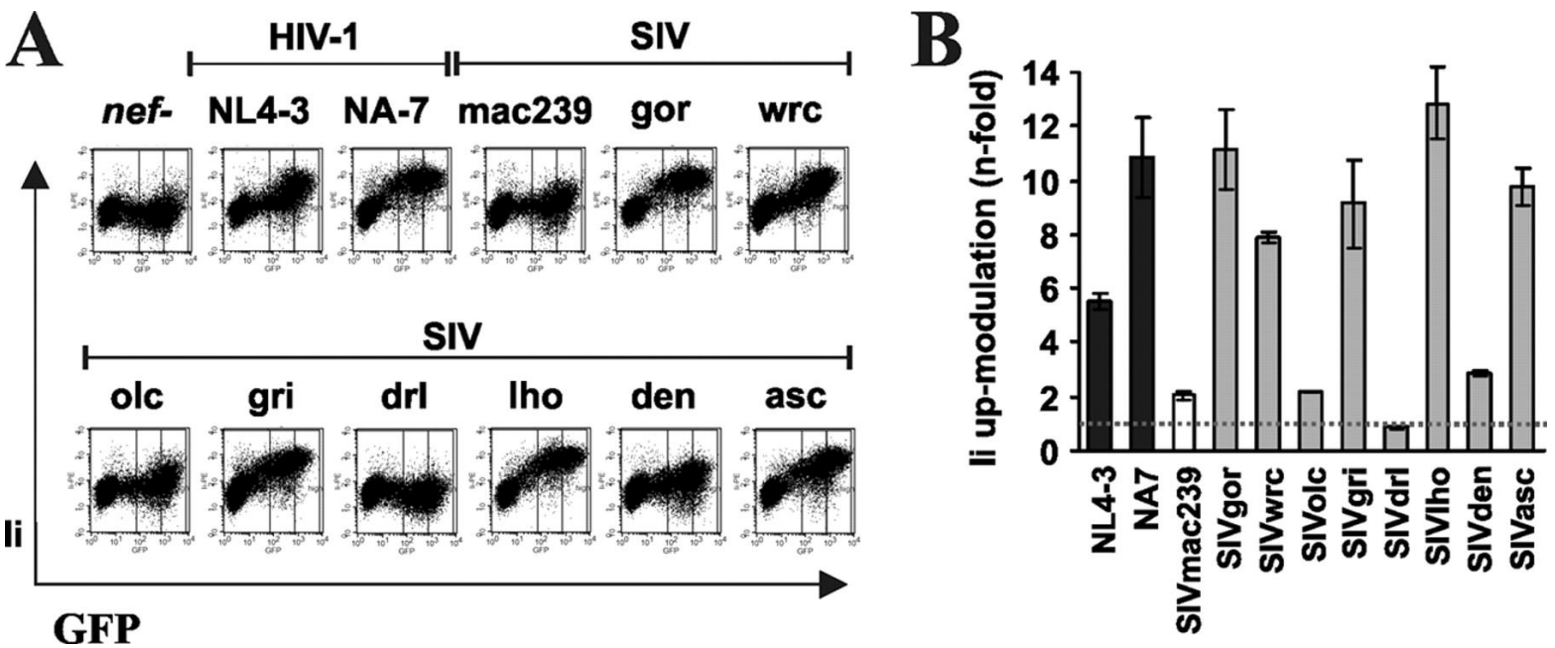 A
HIV-1
SIV
nef-
NL4-3
NA-7
mac239
gor
wrc
SIV
olc
gri
drl
lho
den
asc
Ii
GFP
B
Ii up-modulation (n-fold)
14
12
10
8
6
4
2
0
NL4-3
NA7
SIVmac239
SIVgor
SIVwrc
SIVolc
SIVgri
SIVdrl
SIVlho
SIVden
SIVasc